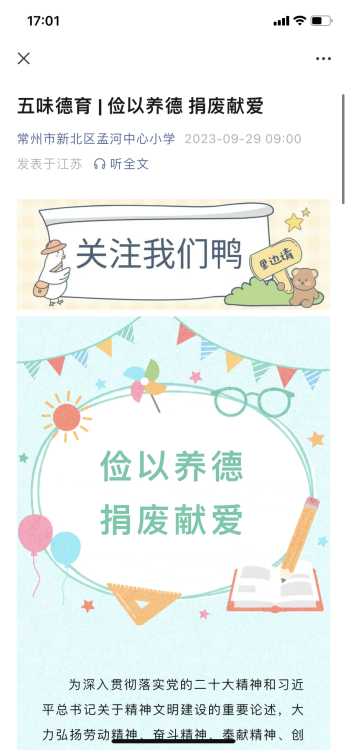 17:01
五味德育 | 俭以养德 捐废献爱
常州市新北区孟河中心小学 2023-09-29 09:00
发表于江苏 听全文
关注我们鸭
里边请
俭以养德
捐废献爱
为深入贯彻落实党的二十大精神和习近
平总书记关于精神文明建设的重要论述，大
力弘扬劳动精神、奋斗精神、奉献精神、创